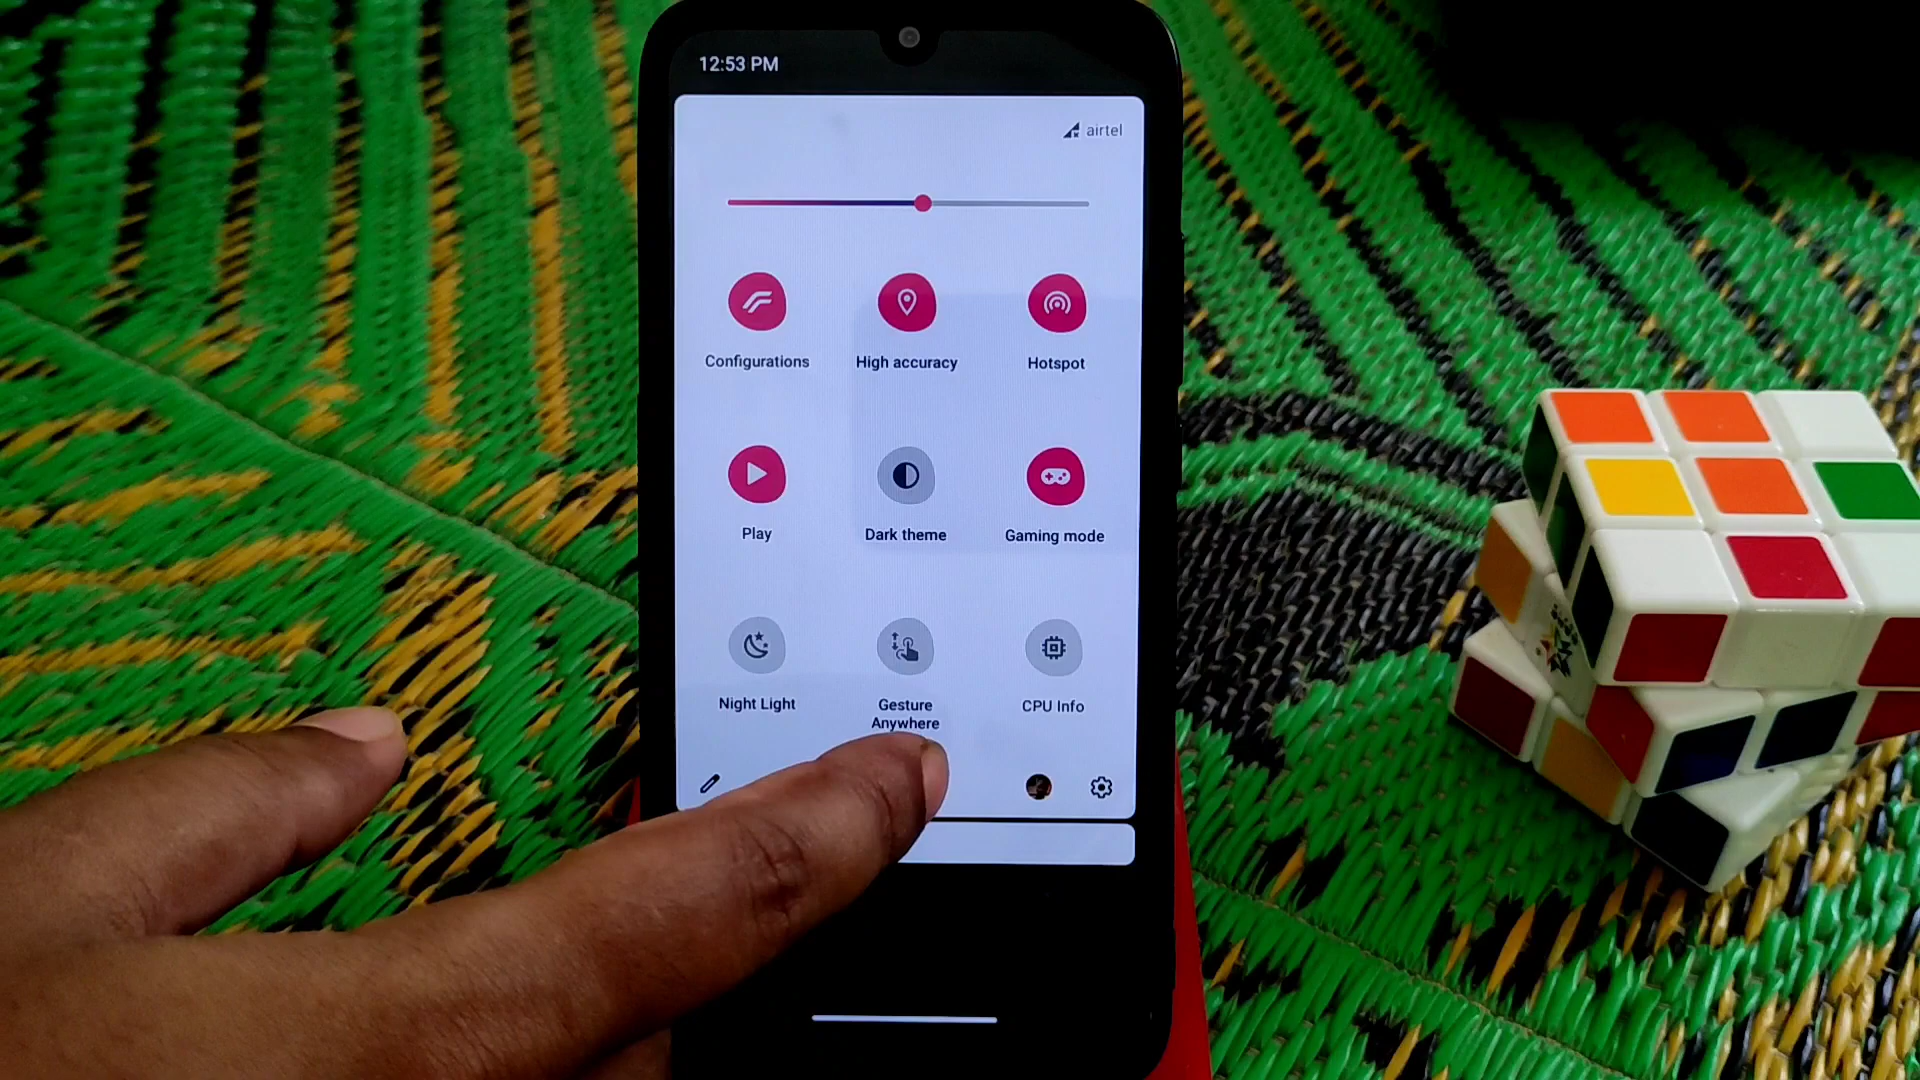 12:53 PM
airtel
Configurations
High accuracy
Hotspot
Play
Dark theme
Gaming mode
Night Light
Gesture
Anywhere
CPU Info